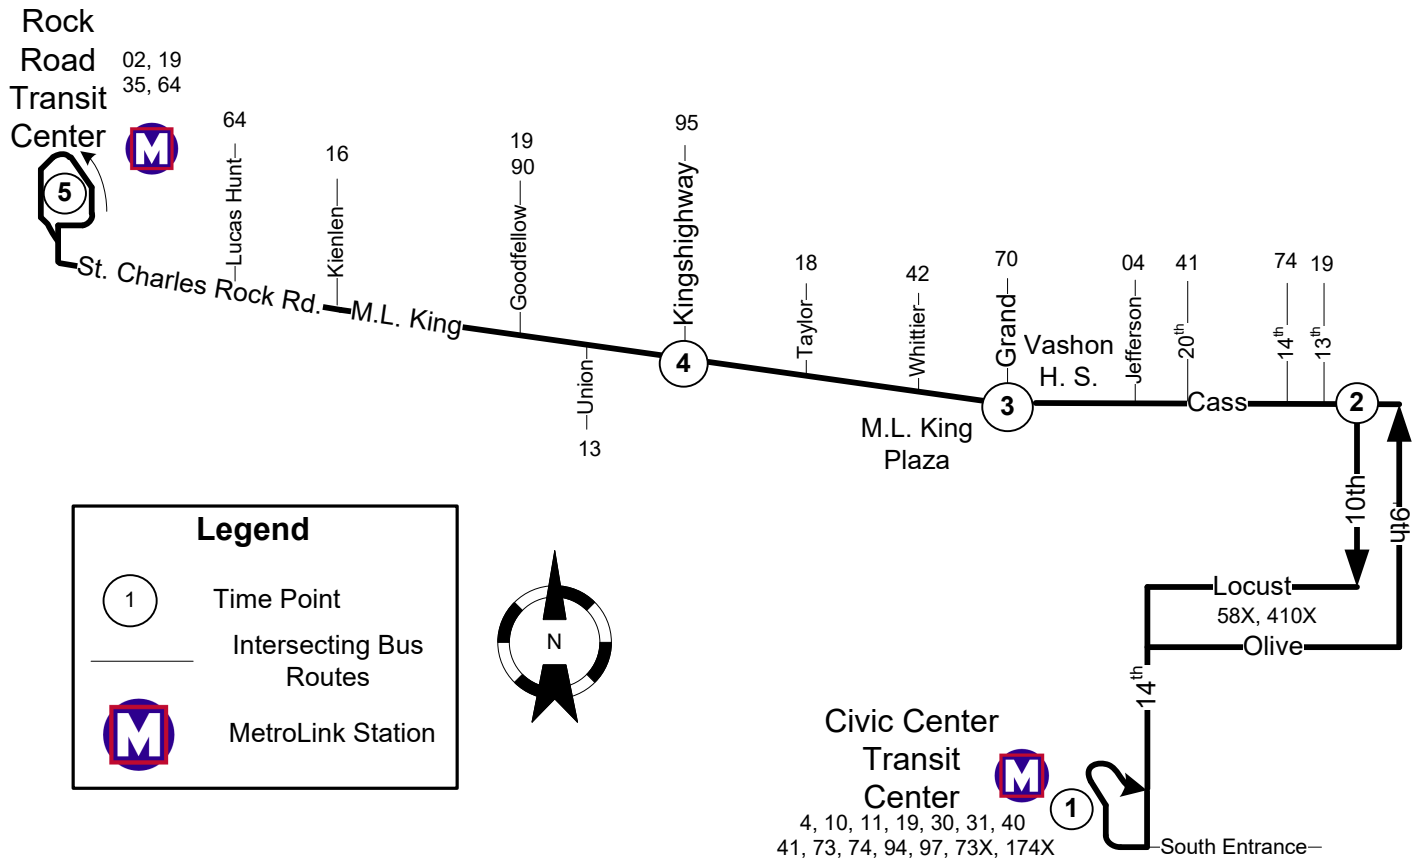 Rock
Road
Transit
Center
02, 19
35, 64
M
5
64
Lucas Hunt
16
Kienlen
19
90
Goodfellow
95
Kingshighway
18
Taylor
42
Whittier
70
Grand
Vashon
H. S.
04
Jefferson
41
20th
74
14th
19
13th
St. Charles Rock Rd.
M.L. King
Union
13
4
3
Cass
2
M.L. King
Plaza
10th
9th
Locust
58X, 410X
Olive
14th
Legend
1
Time Point
Intersecting Bus
Routes
M
MetroLink Station
N
Civic Center
Transit
Center
M
1
4, 10, 11, 19, 30, 31, 40
41, 73, 74, 94, 97, 73X, 174X
South Entrance